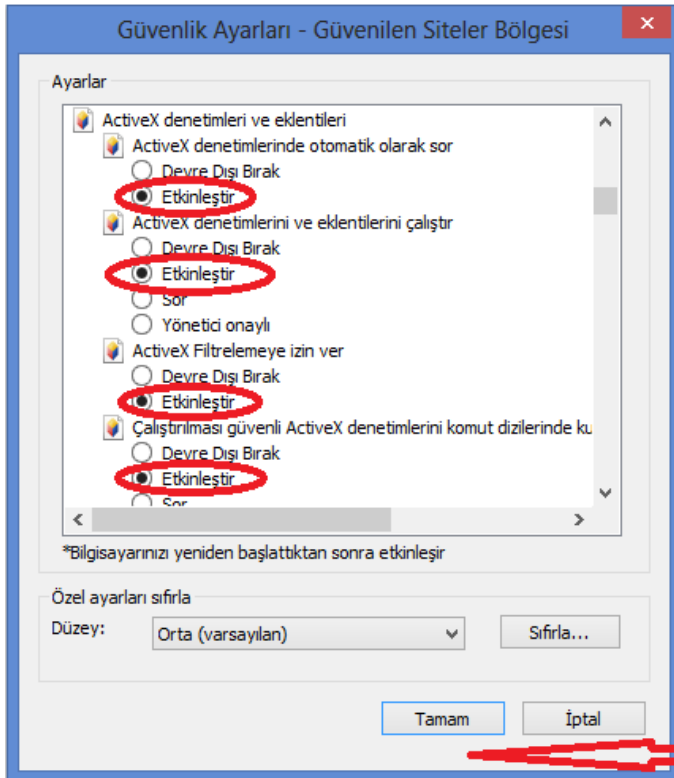 Güvenlik Ayarları - Güvenilen Siteler Bölgesi
Ayarlar
ActiveX denetimleri ve eklentileri
ActiveX denetimlerinde otomatik olarak sor
Devre Dışı Bırak
Etkinleştir
ActiveX denetimlerini ve eklentilerini çalıştır
Devre Dışı Bırak
Etkinleştir
Sor
Yönetici onaylı
ActiveX Filtrelemeye izin ver
Devre Dışı Bırak
Etkinleştir
Çalıştırılması güvenli ActiveX denetimlerini komut dizilerinde ku
Devre Dışı Bırak
Etkinleştir
Sor
*Bilgisayarınızı yeniden başlattıktan sonra etkinleşir
Özel ayarları sıfırla
Düzey: Orta (varsayılan) Sıfırla...
Tamam İptal